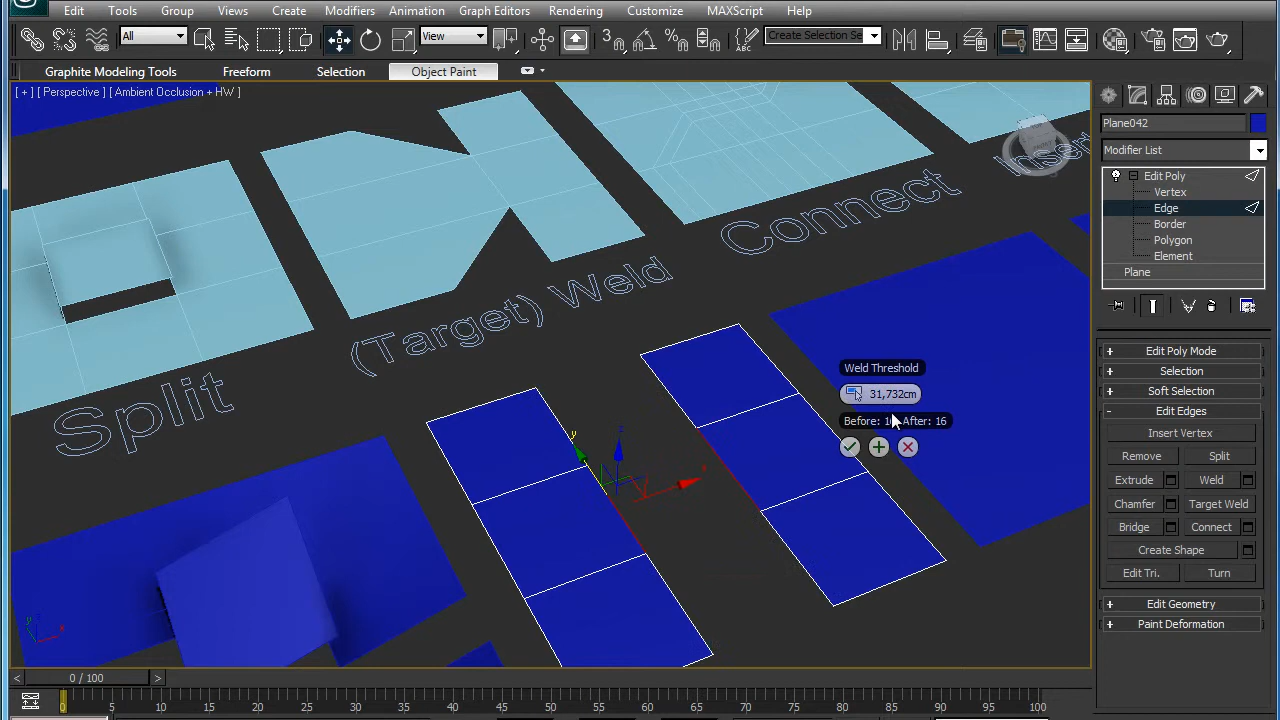 Edit Tools Group Views Create Modifiers Animation Graph Editors Rendering Customize MAXScript Help
All View Create Selection Se
Graphite Modeling Tools Freeform Selection Object Paint
[ + ] [ Perspective ] [ Ambient Occlusion + HW ]
Plane042
Modifier List
Edit Poly
Vertex
Edge
Border
Polygon
Element
Plane
Connect
(Target) Weld
Split
Weld Threshold
31,732cm
After: 16
Before:
Edit Poly Mode
Selection
Soft Selection
Edit Edges
Insert Vertex
Remove Split
Extrude Weld
Chamfer Target Weld
Bridge Connect
Create Shape
Edit Tri. Turn
Edit Geometry
Paint Deformation
z
y
x
z
y
x
< 0 / 100 >
0 5 10 15 20 25 30 35 40 45 50 55 60 65 70 75 80 85 90 95 100